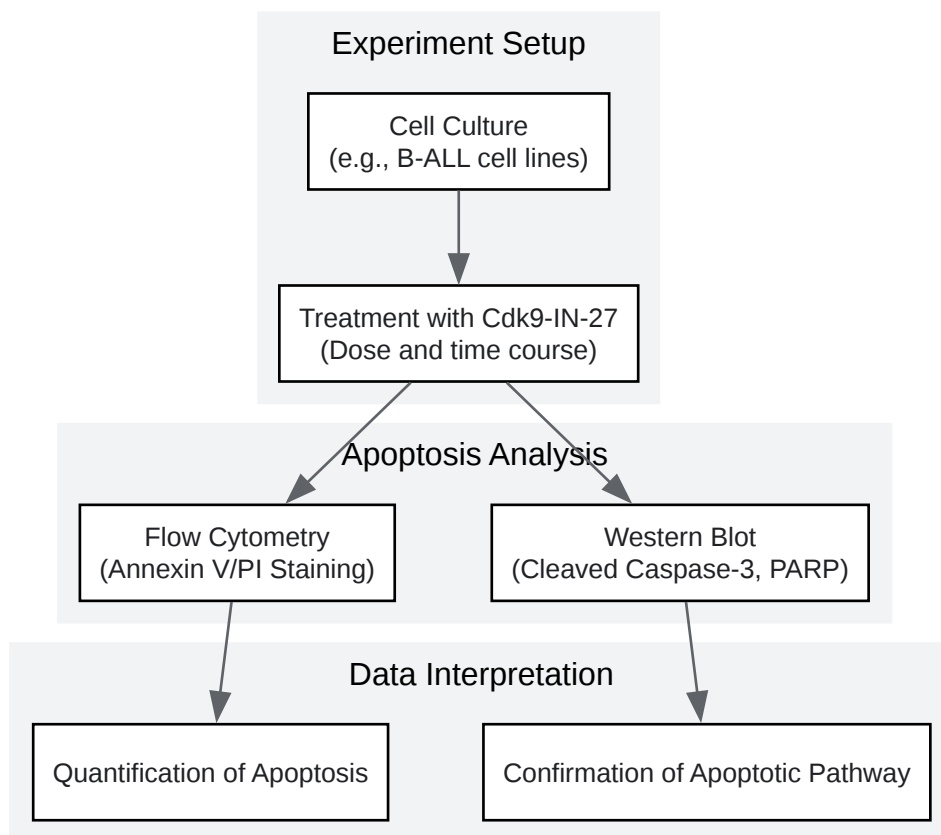 Experiment Setup
Cell Culture
(e.g., B-ALL cell lines)
Treatment with Cdk9-IN-27
(Dose and time course)
Apoptosis Analysis
Flow Cytometry
(Annexin V/PI Staining)
Western Blot
(Cleaved Caspase-3, PARP)
Data Interpretation
Quantification of Apoptosis
Confirmation of Apoptotic Pathway